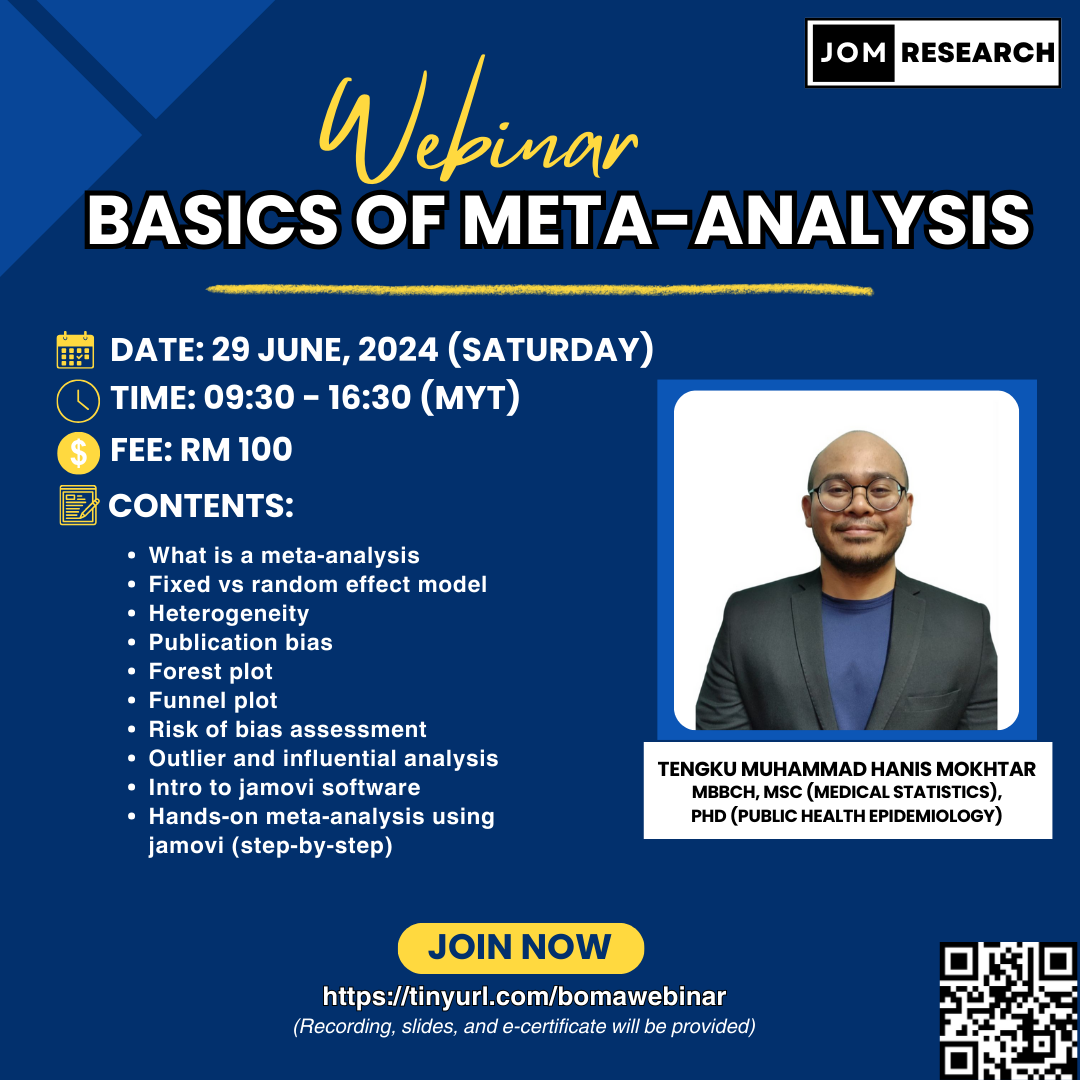 JOM RESEARCH
Webinar
BASICS OF META-ANALYSIS
DATE: 29 JUNE, 2024 (SATURDAY)
TIME: 09:30 - 16:30 (MYT)
$
FEE: RM 100
CONTENTS:
• What is a meta-analysis
• Fixed vs random effect model
• Heterogeneity
• Publication bias
• Forest plot
• Funnel plot
• Risk of bias assessment
• Outlier and influential analysis
• Intro to jamovi software
• Hands-on meta-analysis using
jamovi (step-by-step)
TENGKU MUHAMMAD HANIS MOKHTAR
MBBCH, MSC (MEDICAL STATISTICS),
PHD (PUBLIC HEALTH EPIDEMIOLOGY)
JOIN NOW
https://tinyurl.com/bomawebinar
(Recording, slides, and e-certificate will be provided)